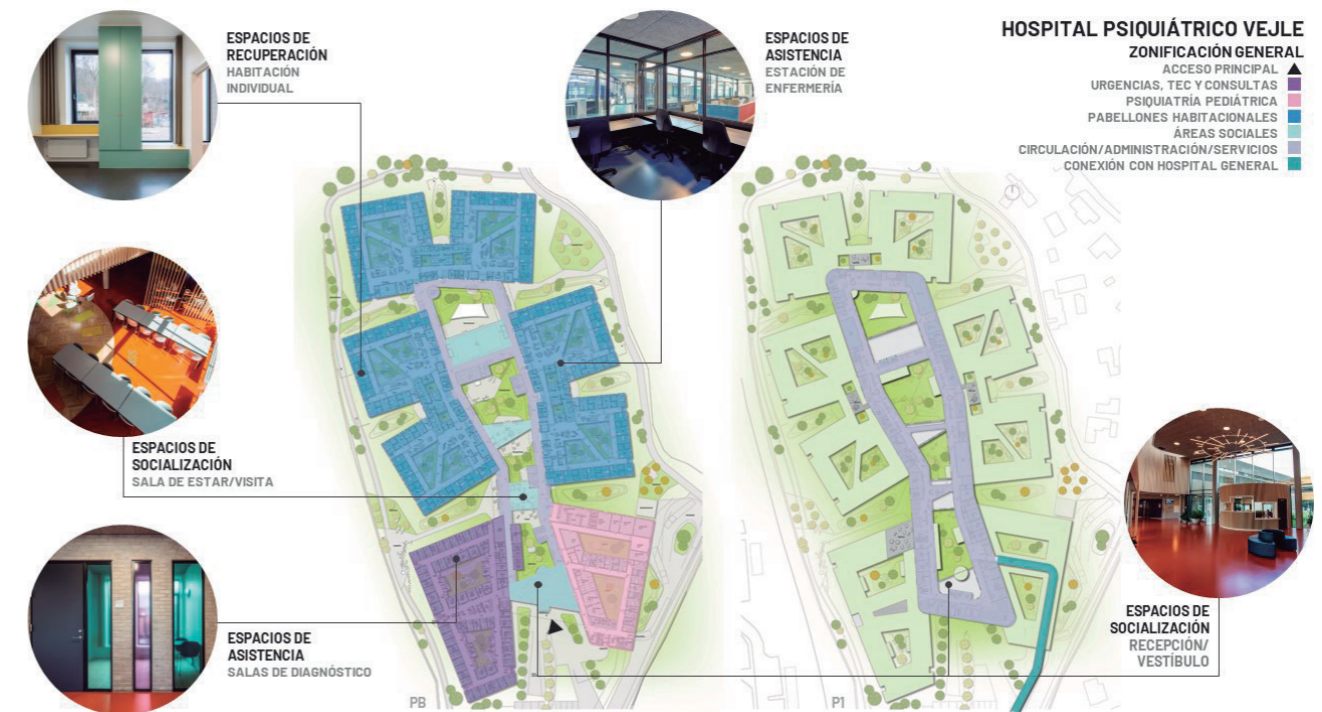 ESPACIOS DE
RECUPERACIÓN
HABITACIÓN
INDIVIDUAL
ESPACIOS DE
ASISTENCIA
ESTACIÓN DE
ENFERMERÍA
HOSPITAL PSIQUIÁTRICO VEJLE
ZONIFICACIÓN GENERAL
ACCESO PRINCIPAL
URGENCIAS, TEC Y CONSULTAS
PSIQUIATRÍA PEDIÁTRICA
PABELLONES HABITACIONALES
ÁREAS SOCIALES
CIRCULACIÓN/ADMINISTRACIÓN/SERVICIOS
CONEXIÓN CON HOSPITAL GENERAL
ESPACIOS DE
SOCIALIZACIÓN
SALA DE ESTAR/VISITA
ESPACIOS DE
ASISTENCIA
SALAS DE DIAGNÓSTICO
ESPACIOS DE
SOCIALIZACIÓN
RECEPCIÓN/
VESTÍBULO
PB
P1